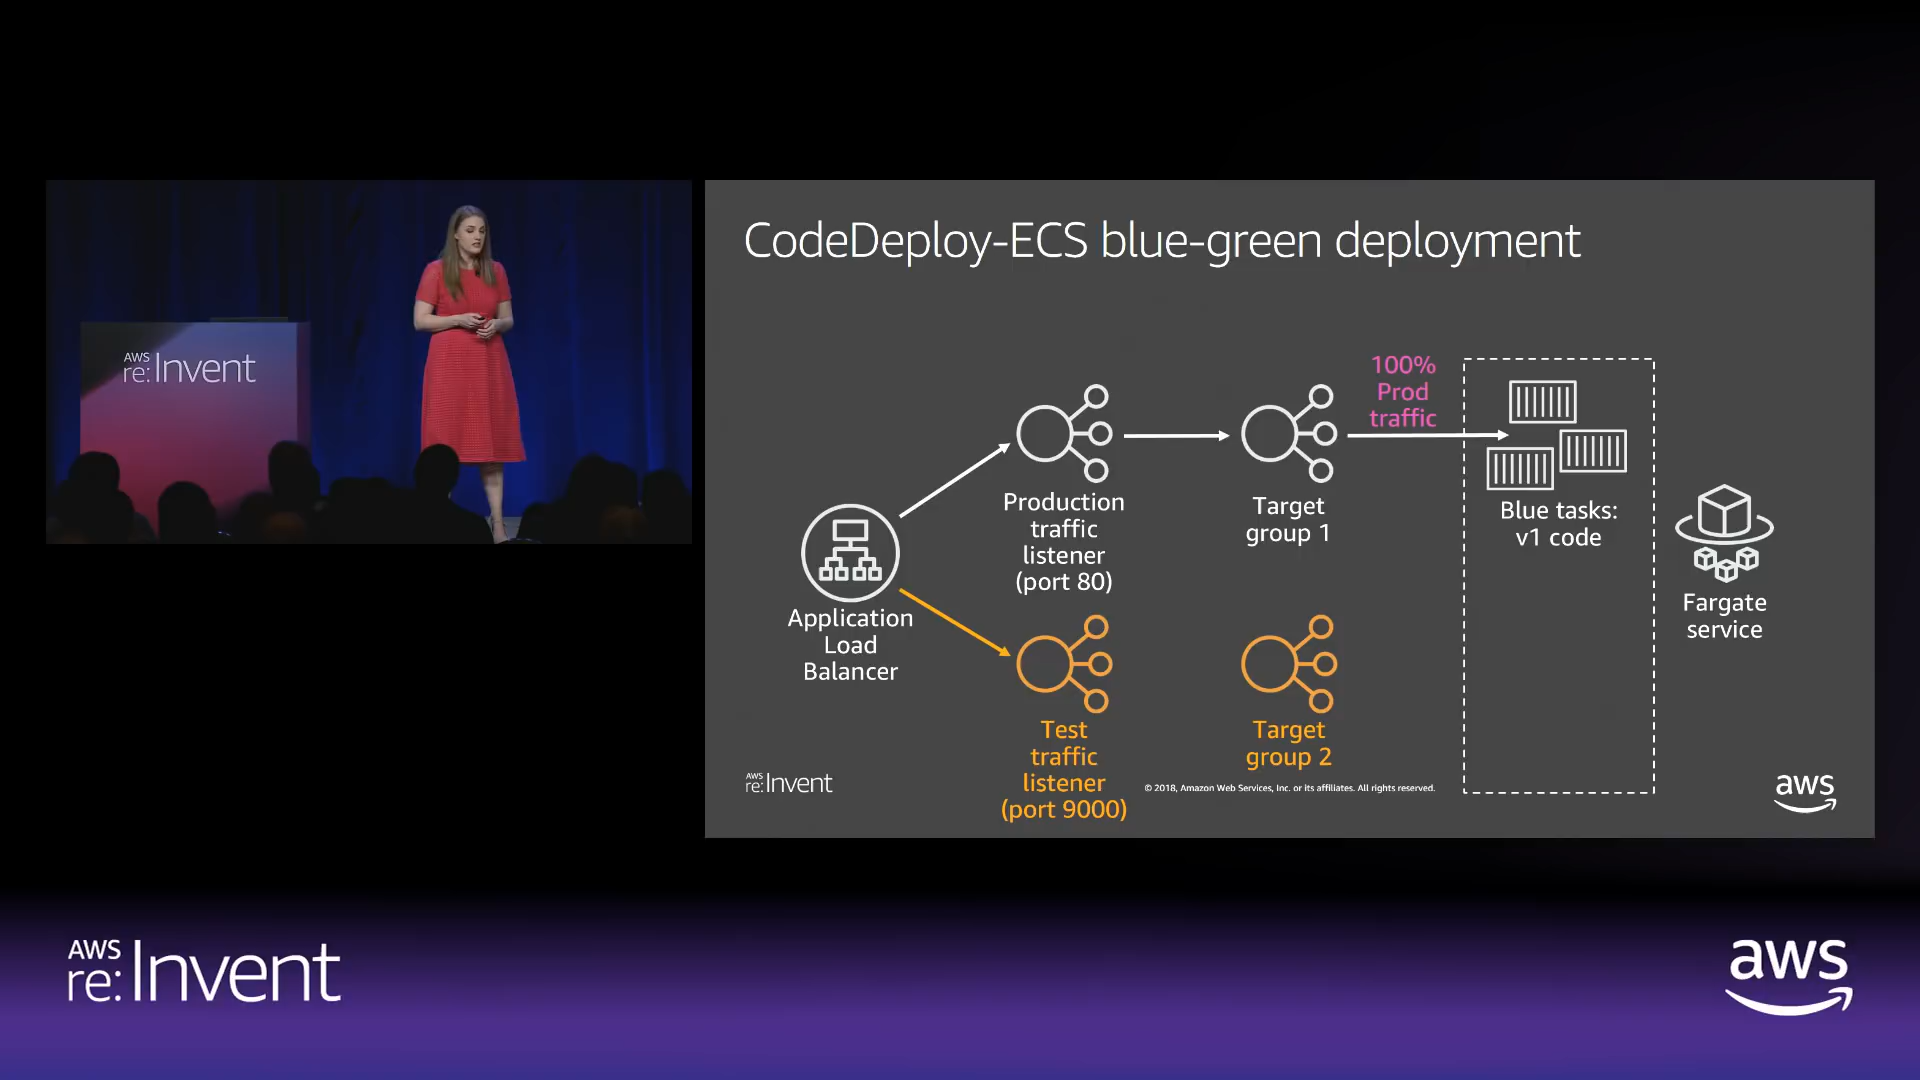 AWS
re:Invent
CodeDeploy-ECS blue-green deployment
100%
Prod
traffic
Production
traffic
listener
(port 80)
Target
group 1
Blue tasks:
v1 code
Application
Load
Balancer
Fargate
service
Test
traffic
listener
(port 9000)
Target
group 2
AWS
re:Invent
© 2018, Amazon Web Services, Inc. or its affiliates. All rights reserved.
aws
AWS
re:Invent
aws